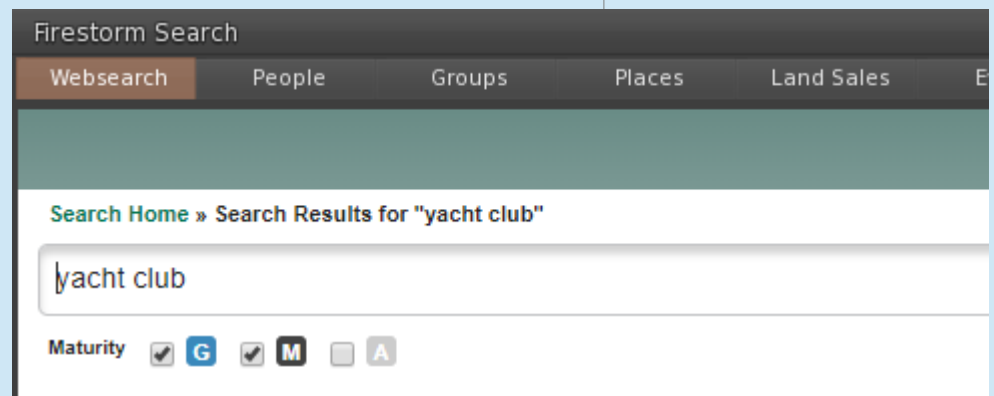 Firestorm Search
Websearch People Groups Places Land Sales
Search Home » Search Results for "yacht club"
yacht club
Maturity G M A